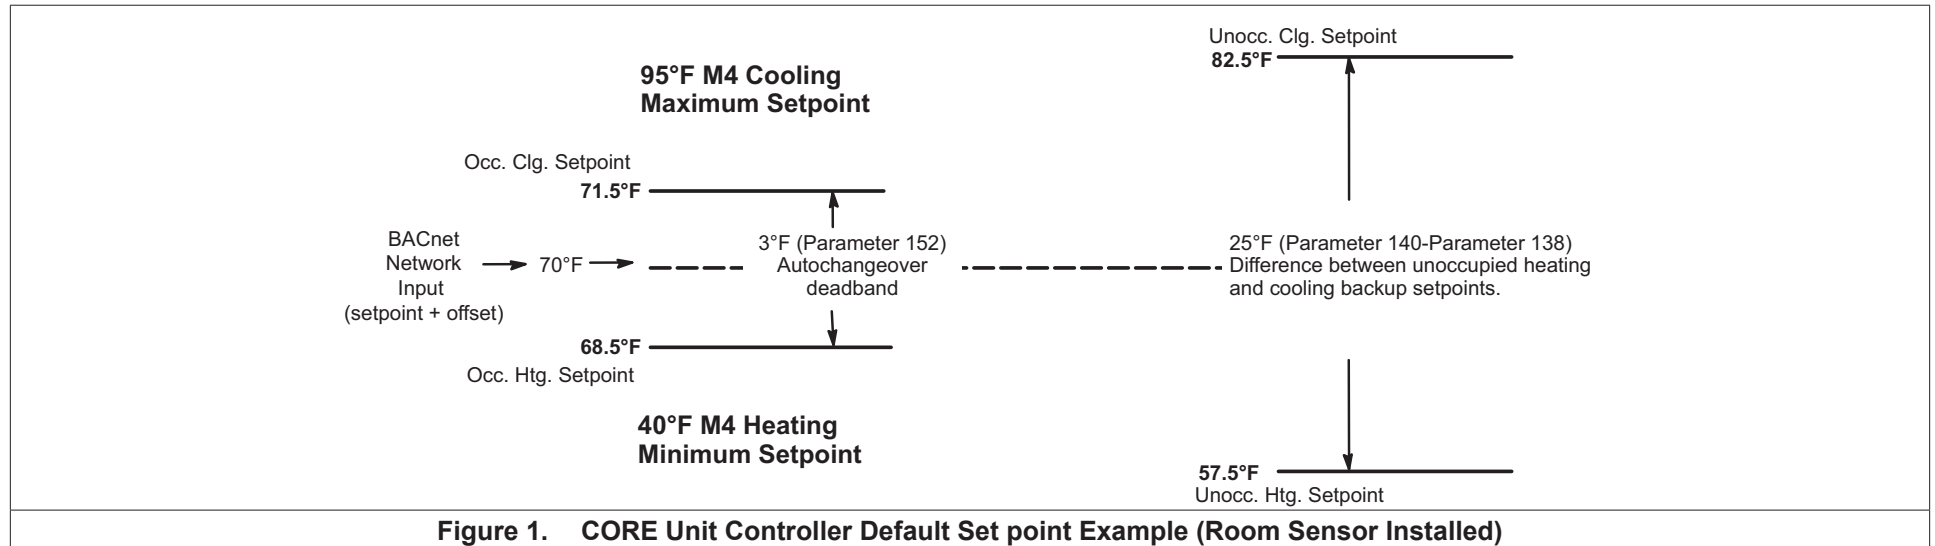 Unocc. Clg. Setpoint
82.5°F
95°F M4 Cooling
Maximum Setpoint
Occ. Clg. Setpoint
71.5°F
BACnet
Network
Input
(setpoint + offset)
70°F
3°F (Parameter 152)
Autochangeover
deadband
25°F (Parameter 140-Parameter 138)
Difference between unoccupied heating
and cooling backup setpoints.
68.5°F
Occ. Htg. Setpoint
40°F M4 Heating
Minimum Setpoint
57.5°F
Unocc. Htg. Setpoint
Figure 1. CORE Unit Controller Default Set point Example (Room Sensor Installed)